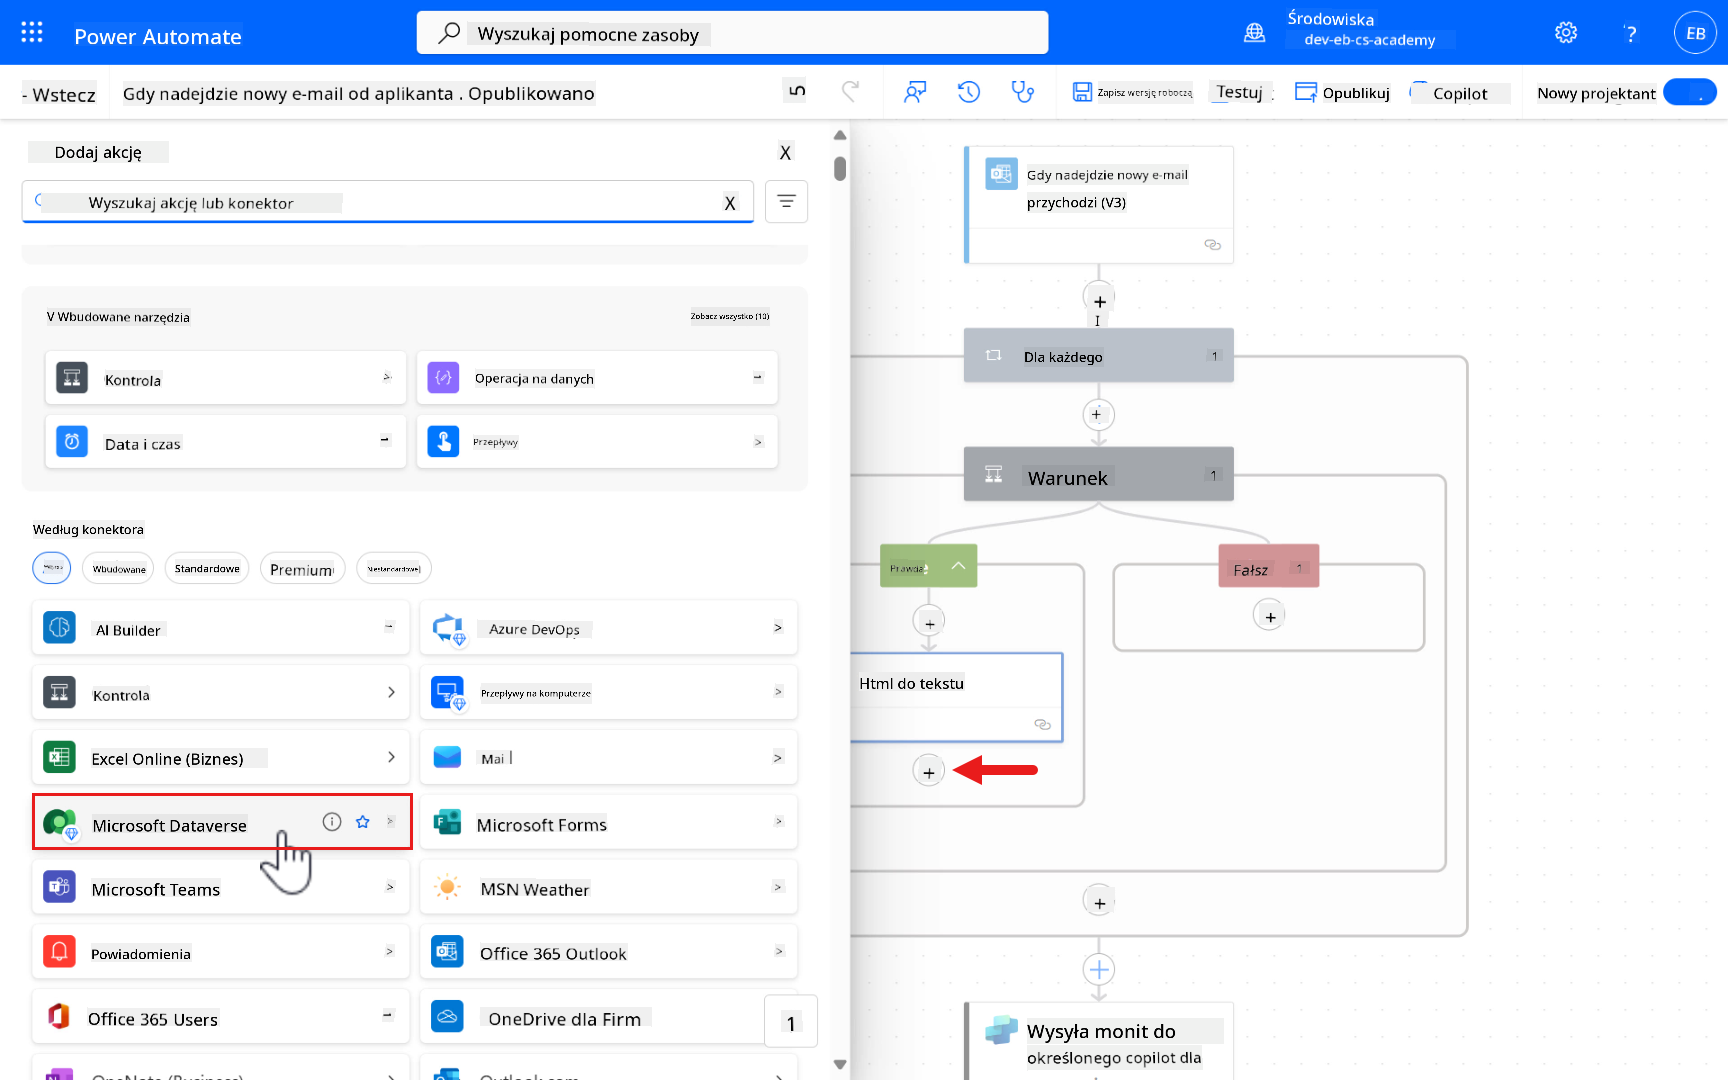 Power Automate
Wyszukaj pomocne zasoby
Środowiska
dev-eb-cs-academy
?
EB
- Wstecz
Gdy nadejdzie nowy e-mail od aplikanta . Opublikowano
Zapisz wersję roboczą
Testuj
Opublikuj
Copilot
Nowy projektant
Dodaj akcję
X
Wyszukaj akcję lub konektor
X
V Wbudowane narzędzia
Zobacz wszystko (10)
Kontrola
Operacja na danych
Data i czas
Przepływy
Według konektora
Wbudowane
Standardowe
Premium
Niestandardowe
AI Builder
Azure DevOps
Kontrola
Przepływy na komputerze
Excel Online (Biznes)
Mail
Microsoft Dataverse
Microsoft Forms
Microsoft Teams
MSN Weather
Powiadomienia
Office 365 Outlook
Office 365 Users
OneDrive dla Firm
1
OneNote (Business)
Outlook.com
Gdy nadejdzie nowy e-mail
przychodzi (V3)
Dla każdego
1
Warunek
1
Prawda
Fałsz
1
Html do tekstu
Wysyła monit do
określonego copilot dla